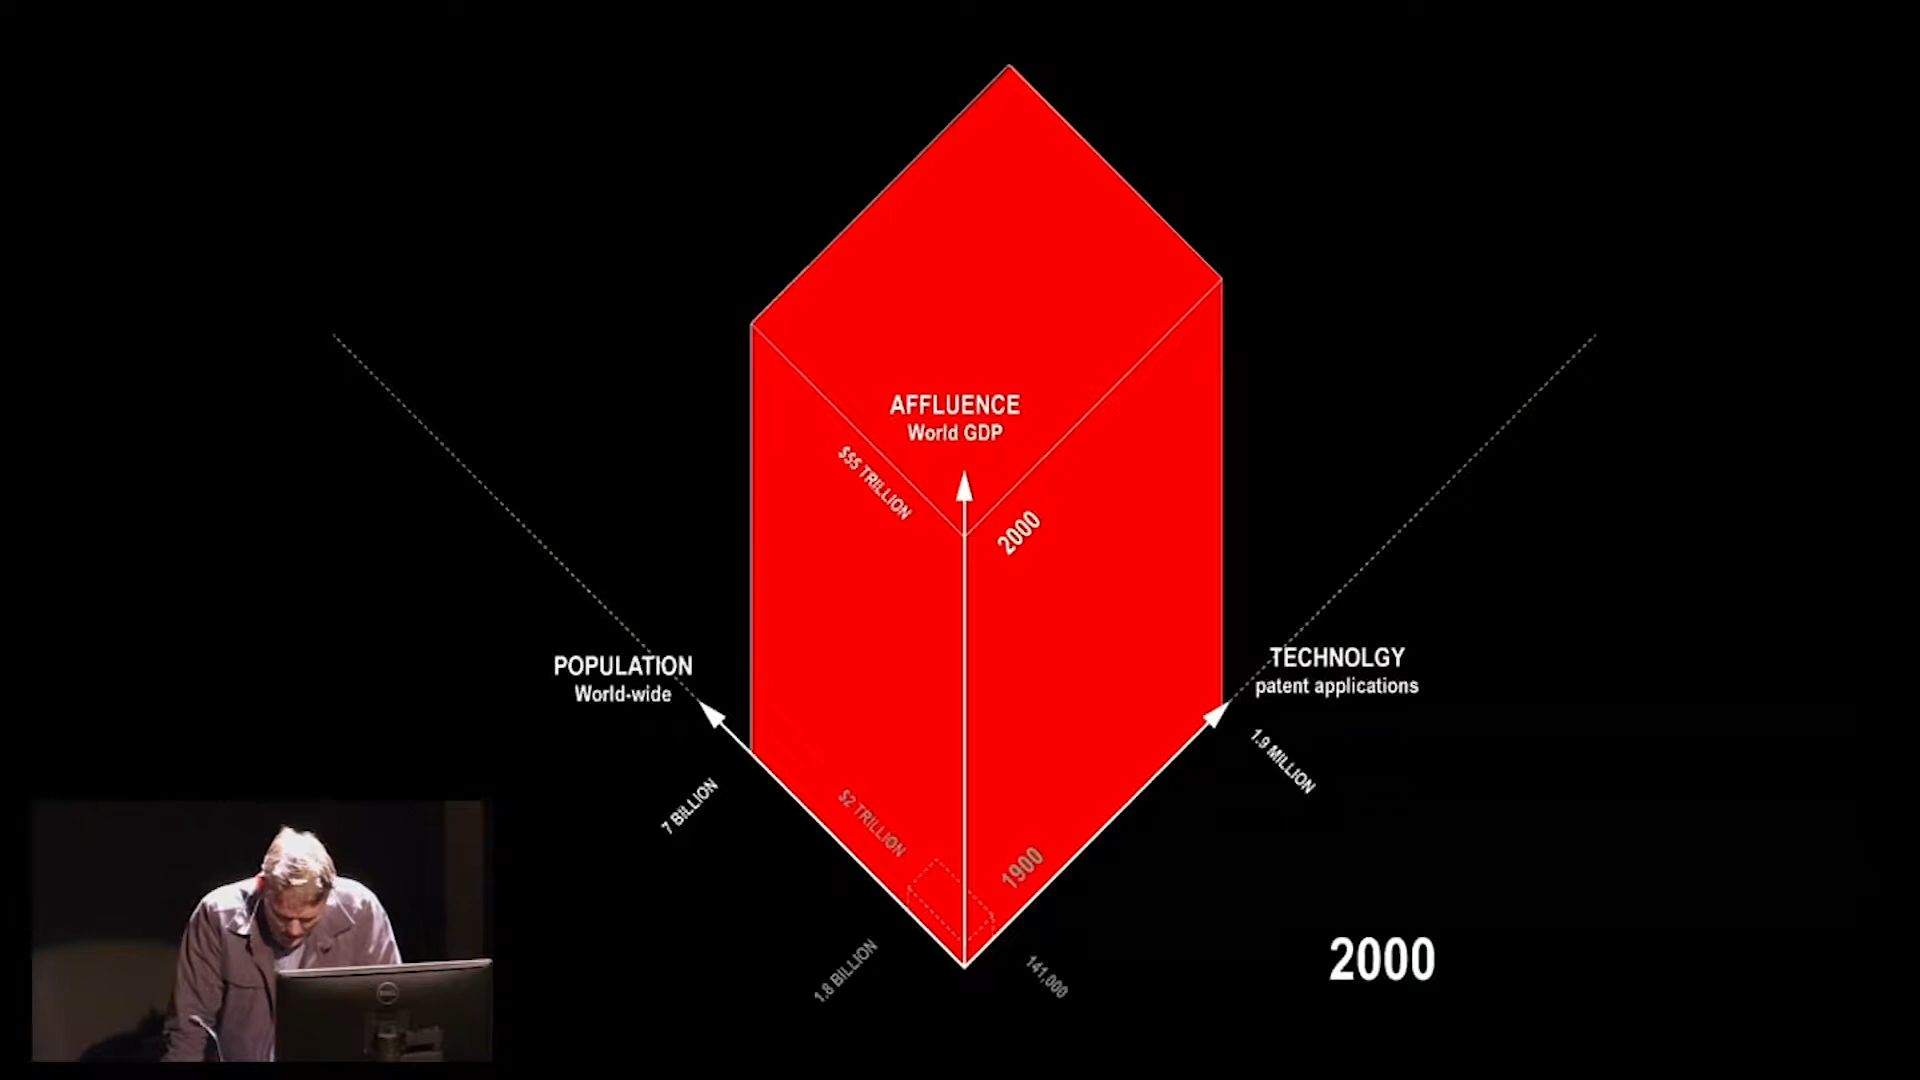 AFFLUENCE
World GDP
$55 TRILLION
2000
POPULATION
World-wide
TECHNOLGY
patent applications
7 BILLION
1.9 MILLION
$2 TRILLION
1900
1.8 BILLION
141,000
2000
DELL